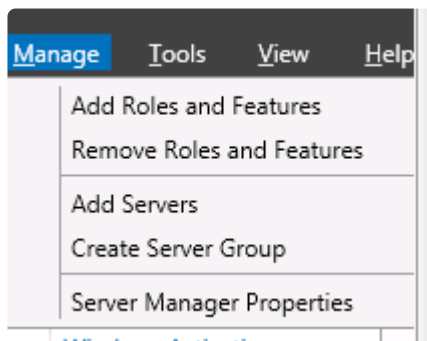 Manage Tools View Help
Add Roles and Features
Remove Roles and Features
Add Servers
Create Server Group
Server Manager Properties